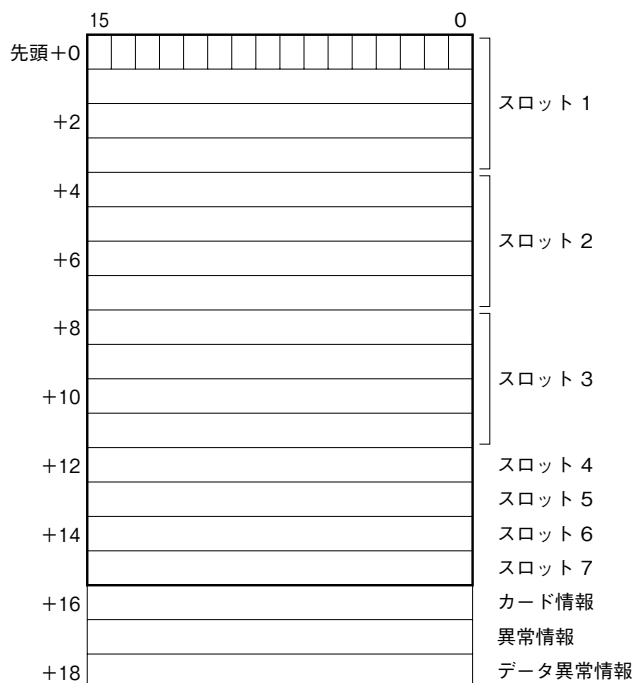 15 0
先頭+0
スロット 1
+2
+4
スロット 2
+6
+8
スロット 3
+10
+12 スロット 4
スロット 5
+14 スロット 6
スロット 7
+16 カード情報
異常情報
+18 データ異常情報